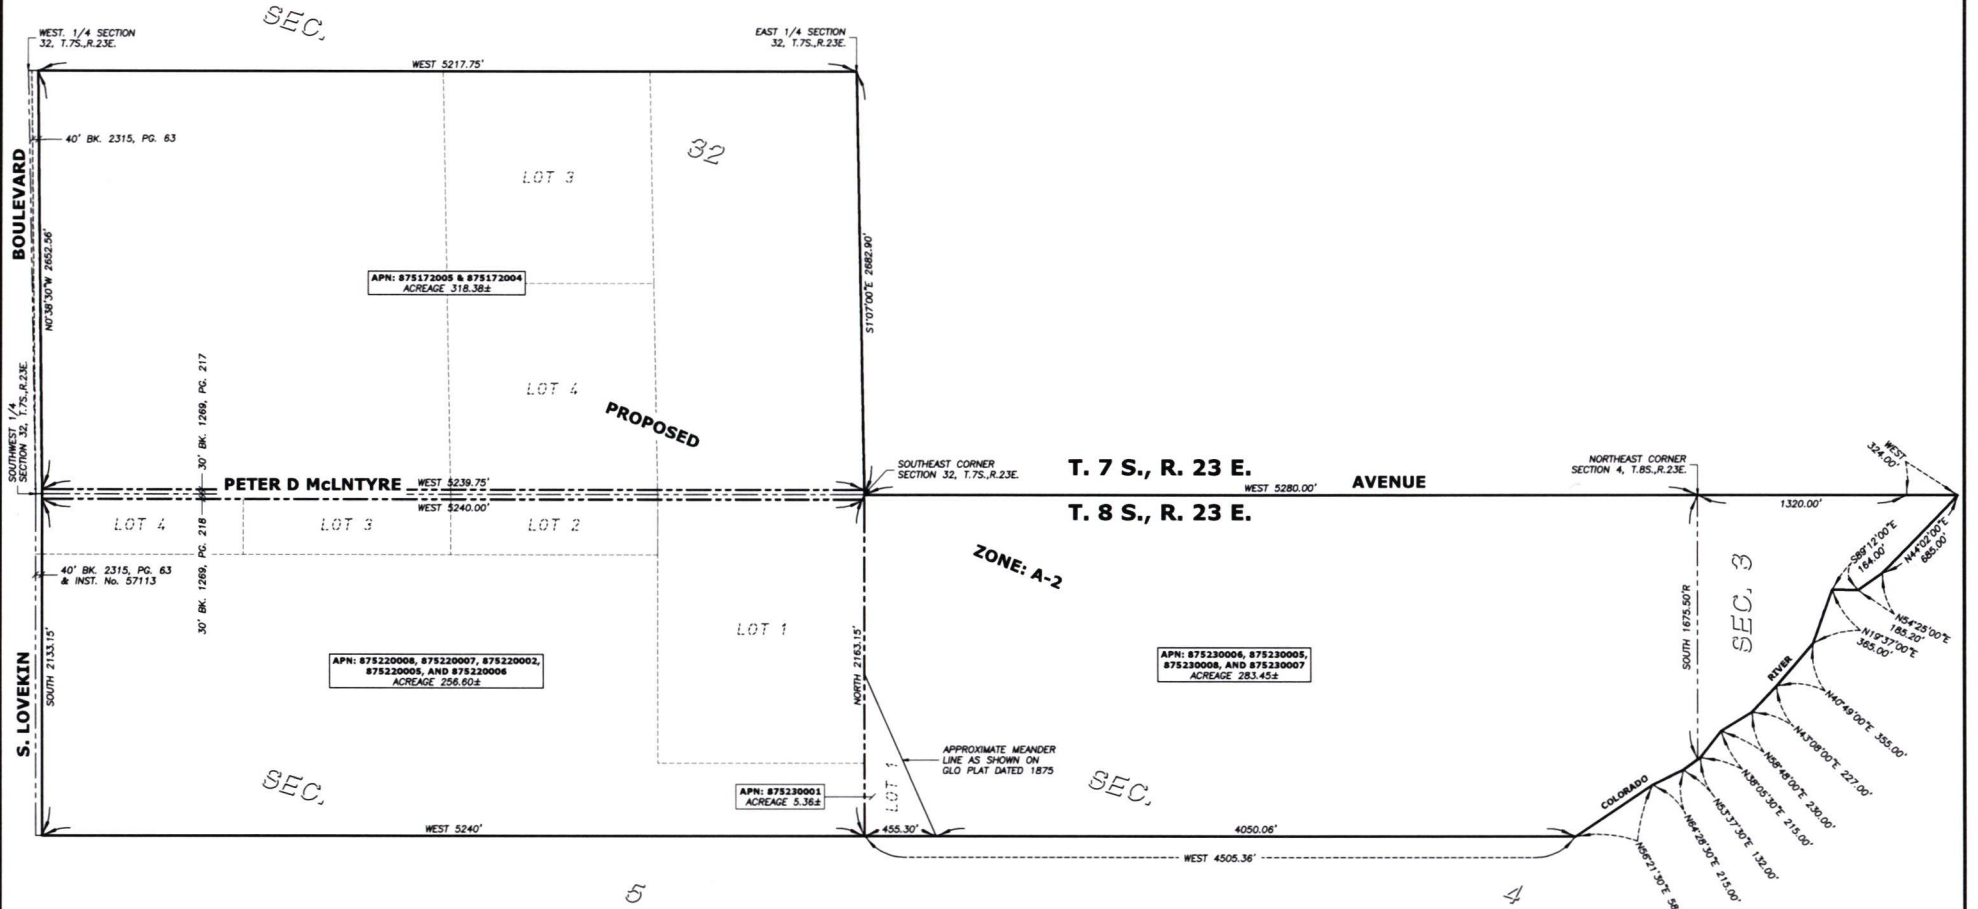 SEC.
WEST. 1/4 SECTION
32, T.7S.,R.23E.
EAST 1/4 SECTION
32, T.7S.,R.23E.
WEST 5217.75'
40' BK. 2315, PG. 63
32
LOT 3
BOULEVARD
N0°38'30"W 2652.56'
S1°07'00"E 2682.90'
APN: 875172005 & 875172004
ACREAGE 318.38±
SOUTHWEST 1/4
SECTION 32, T.7S.,R.23E.
30' BK. 1269, PG. 217
LOT 4
PROPOSED
SOUTHEAST CORNER
SECTION 32, T.7S.,R.23E.
T. 7 S., R. 23 E.
NORTHEAST CORNER
SECTION 4, T.8S.,R.23E.
WEST
324.00'
PETER D McLNTYRE
WEST 5239.75'
WEST 5280.00'
AVENUE
1320.00'
WEST 5240.00'
T. 8 S., R. 23 E.
LOT 4
LOT 3
LOT 2
30' BK. 1269, PG. 218
40' BK. 2315, PG. 63
& INST. No. 57113
ZONE: A-2
S89°12'00"E
164.00'
N44°02'00"E
685.00'
SEC. 3
N54°25'00"E
185.20'
N19°37'00"E
365.00'
LOT 1
SOUTH 1675.50'R
S. LOVEKIN
SOUTH 2133.15'
APN: 875220008, 875220007, 875220002,
875220005, AND 875220006
ACREAGE 256.60±
NORTH 2163.15'
APN: 875230006, 875230005,
875230008, AND 875230007
ACREAGE 283.45±
RIVER
N40°49'00"E 355.00'
N43°08'00"E 227.00'
APPROXIMATE MEANDER
LINE AS SHOWN ON
GLO PLAT DATED 1875
SEC.
APN: 875230001
ACREAGE 5.36±
LOT 1
SEC.
COLORADO
N58°48'00"E 230.00'
N38°05'30"E 215.00'
N53°37'30"E 132.00'
N64°28'30"E 215.00'
N56°21'30"E 58
WEST 5240'
455.30'
4050.06'
WEST 4505.36'
5
4